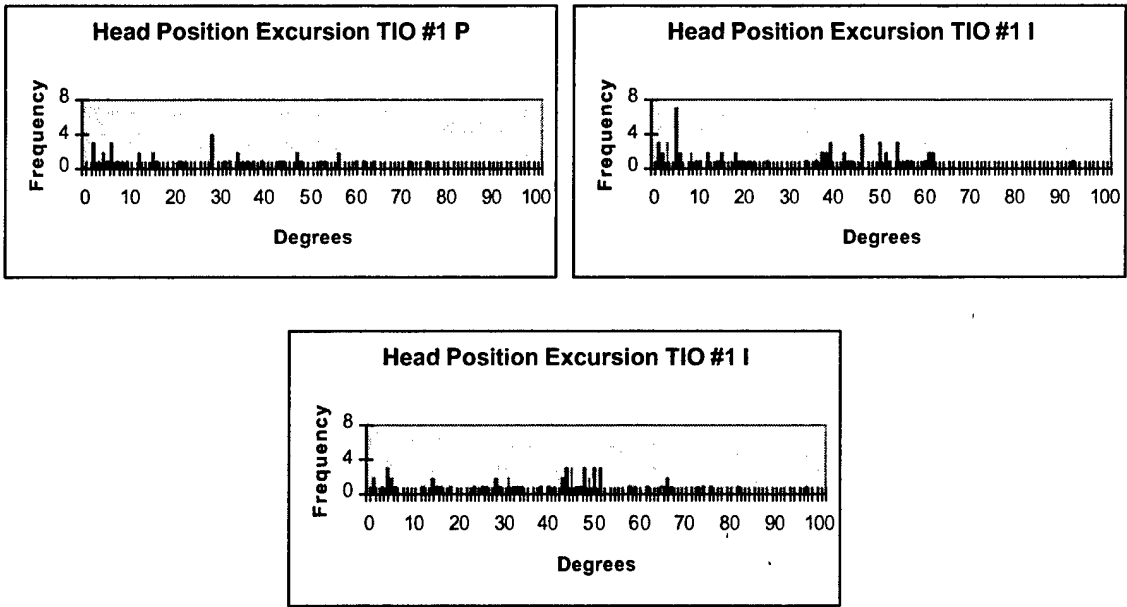 Head Position Excursion TIO #1 P
Frequency
8
4
0
0 10 20 30 40 50 60 70 80 90 100
Degrees
Head Position Excursion TIO #1 I
Frequency
8
4
0
0 10 20 30 40 50 60 70 80 90 100
Degrees
Head Position Excursion TIO #1 I
Frequency
8
4
0
0 10 20 30 40 50 60 70 80 90 100
Degrees